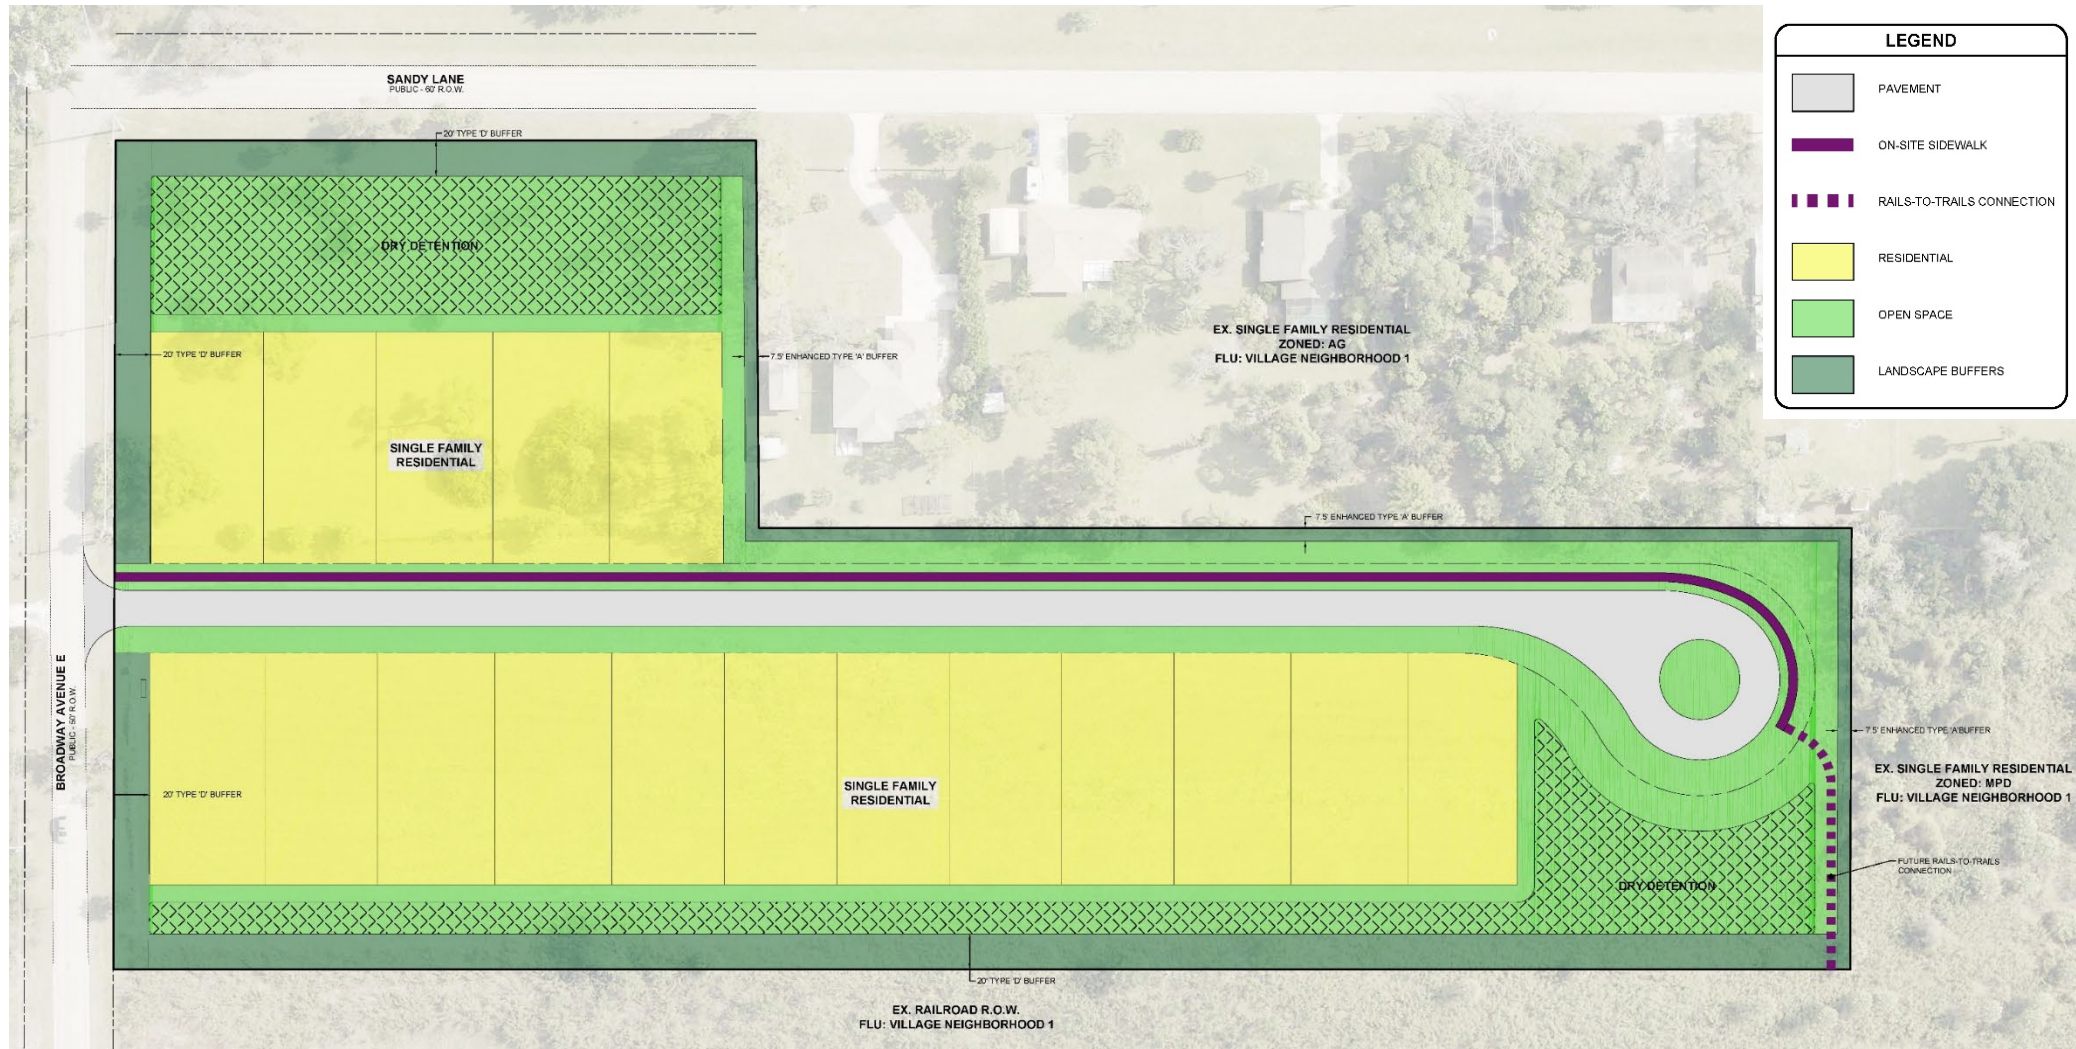 SANDY LANE
PUBLIC - 60' R.O.W.
LEGEND
PAVEMENT
ON-SITE SIDEWALK
RAILS-TO-TRAILS CONNECTION
RESIDENTIAL
OPEN SPACE
LANDSCAPE BUFFERS
20' TYPE 'D' BUFFER
DRY DETENTION
20' TYPE 'D' BUFFER
7.5' ENHANCED TYPE 'A' BUFFER
EX. SINGLE FAMILY RESIDENTIAL
ZONED: AG
FLU: VILLAGE NEIGHBORHOOD 1
SINGLE FAMILY
RESIDENTIAL
7.5' ENHANCED TYPE 'A' BUFFER
BROADWAY AVENUE E
PUBLIC - 50' R.O.W.
20' TYPE 'D' BUFFER
SINGLE FAMILY
RESIDENTIAL
7.5' ENHANCED TYPE 'A'BUFFER
EX. SINGLE FAMILY RESIDENTIAL
ZONED: MPD
FLU: VILLAGE NEIGHBORHOOD 1
FUTURE RAILS-TO-TRAILS
CONNECTION
DRY DETENTION
20' TYPE 'D' BUFFER
EX. RAILROAD R.O.W.
FLU: VILLAGE NEIGHBORHOOD 1